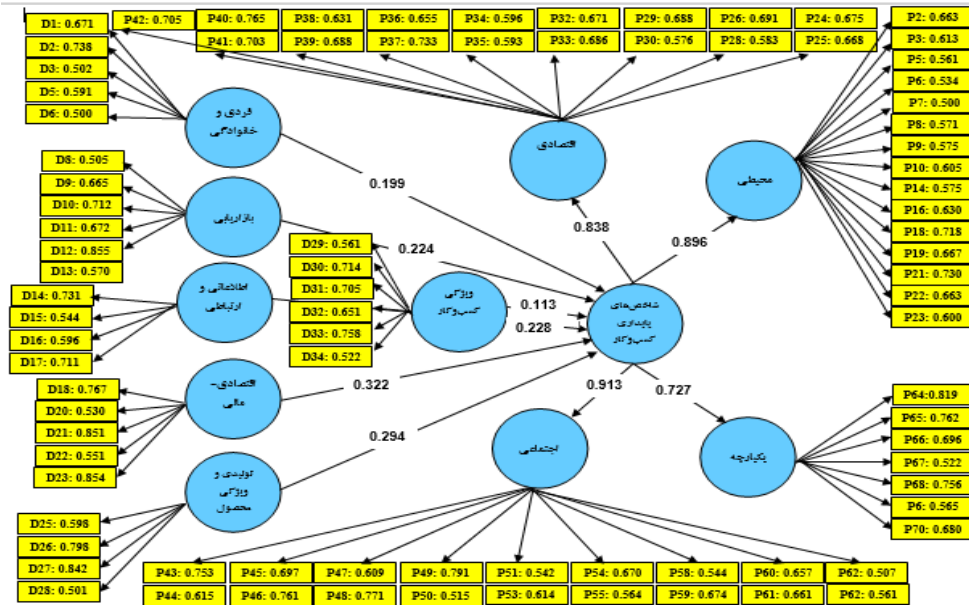 D1: 0.671
D2: 0.738
D3: 0.502
D5: 0.591
D6: 0.500
P42: 0.705
P40: 0.765
P38: 0.631
P36: 0.655
P34: 0.596
P32: 0.671
P29: 0.688
P26: 0.691
P24: 0.675
P41: 0.703
P39: 0.688
P37: 0.733
P35: 0.593
P33: 0.686
P30: 0.576
P28: 0.583
P25: 0.668
P2: 0.663
P3: 0.613
P5: 0.561
P6: 0.534
P7: 0.500
P8: 0.571
P9: 0.575
P10: 0.605
P14: 0.575
P16: 0.630
P18: 0.718
P19: 0.667
P21: 0.730
P22: 0.663
P23: 0.600
فردی و
خانوادگی
اقتصادی
محیطی
0.199
D8: 0.505
D9: 0.665
D10: 0.712
D11: 0.672
D12: 0.855
D13: 0.570
بازاریابی
0.224
0.838
0.896
D29: 0.561
D30: 0.714
D31: 0.705
D32: 0.651
D33: 0.758
D34: 0.522
ویژگی
کسب‌وکار
0.113
0.228
شاخص‌های
پایداری
کسب‌وکار
D14: 0.731
D15: 0.544
D16: 0.596
D17: 0.711
اطلاعاتی و
ارتباطی
D18: 0.767
D20: 0.530
D21: 0.851
D22: 0.551
D23: 0.854
اقتصادی-
مالی
0.322
0.913
0.727
0.294
تولیدی و
ویژگی
محصول
اجتماعی
یکپارچه
P64:0.819
P65: 0.762
P66: 0.696
P67: 0.522
P68: 0.756
P6: 0.565
P70: 0.680
D25: 0.598
D26: 0.798
D27: 0.842
D28: 0.501
P43: 0.753
P45: 0.697
P47: 0.609
P49: 0.791
P51: 0.542
P54: 0.670
P58: 0.544
P60: 0.657
P62: 0.507
P44: 0.615
P46: 0.761
P48: 0.771
P50: 0.515
P53: 0.614
P55: 0.564
P59: 0.674
P61: 0.661
P62: 0.561